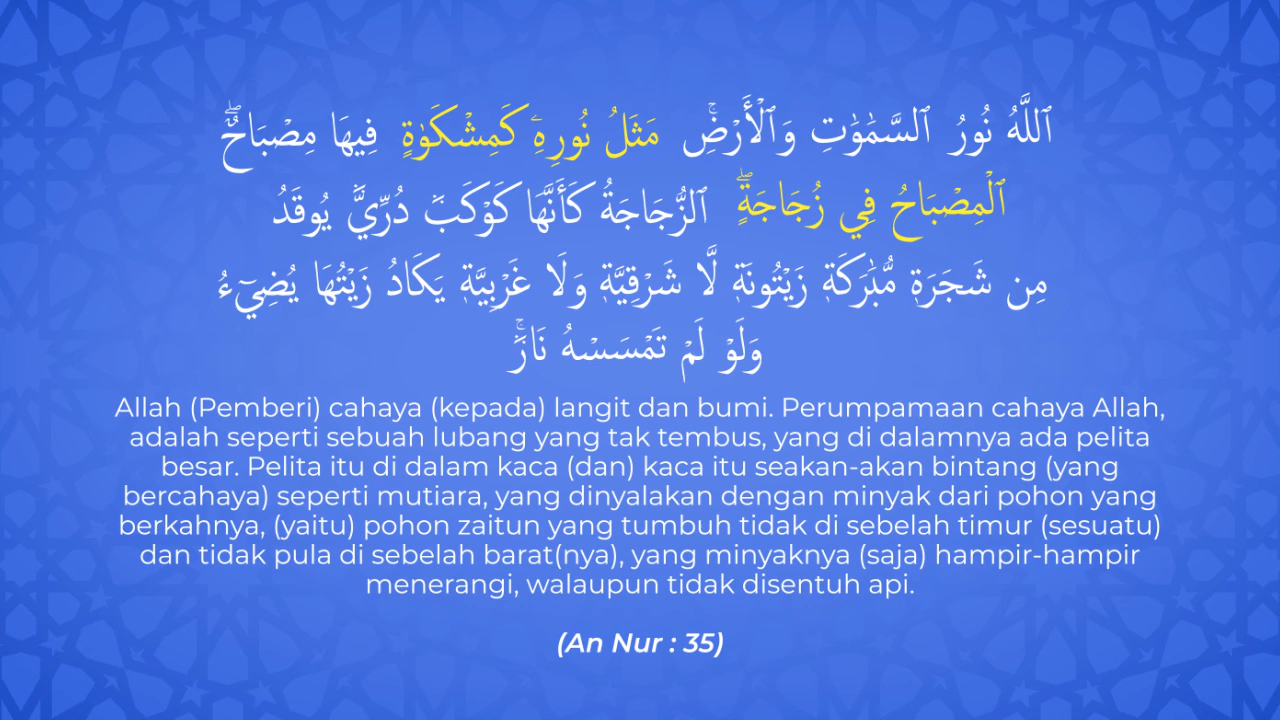 ٱللَّهُ نُورُ ٱلسَّمَٰوَٰتِ وَٱلْأَرْضِۚ مَثَلُ نُورِهِۦ كَمِشْكَوٰةٍ فِيهَا مِصْبَاحٌۖ
ٱلْمِصْبَاحُ فِي زُجَاجَةٍۖ ٱلزُّجَاجَةُ كَأَنَّهَا كَوْكَبٌ دُرِّيٌّ يُوقَدُ
مِن شَجَرَةٍ مُّبَٰرَكَةٍ زَيْتُونَةٍ لَّا شَرْقِيَّةٍ وَلَا غَرْبِيَّةٍ يَكَادُ زَيْتُهَا يُضِيٓءُ
وَلَوْ لَمْ تَمْسَسْهُ نَارٌۚ
Allah (Pemberi) cahaya (kepada) langit dan bumi. Perumpamaan cahaya Allah,
adalah seperti sebuah lubang yang tak tembus, yang di dalamnya ada pelita
besar. Pelita itu di dalam kaca (dan) kaca itu seakan-akan bintang (yang
bercahaya) seperti mutiara, yang dinyalakan dengan minyak dari pohon yang
berkahnya, (yaitu) pohon zaitun yang tumbuh tidak di sebelah timur (sesuatu)
dan tidak pula di sebelah barat(nya), yang minyaknya (saja) hampir-hampir
menerangi, walaupun tidak disentuh api.
(An Nur : 35)